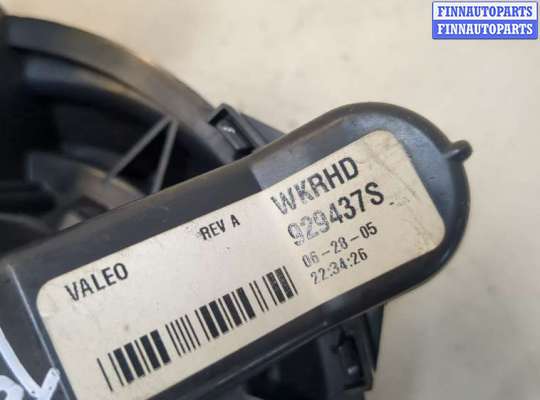 FINNAUTOPARTS
FINNAUTOPARTS
WKRHD
929437S
REV A
06-28-05
22:34:26
VALEO